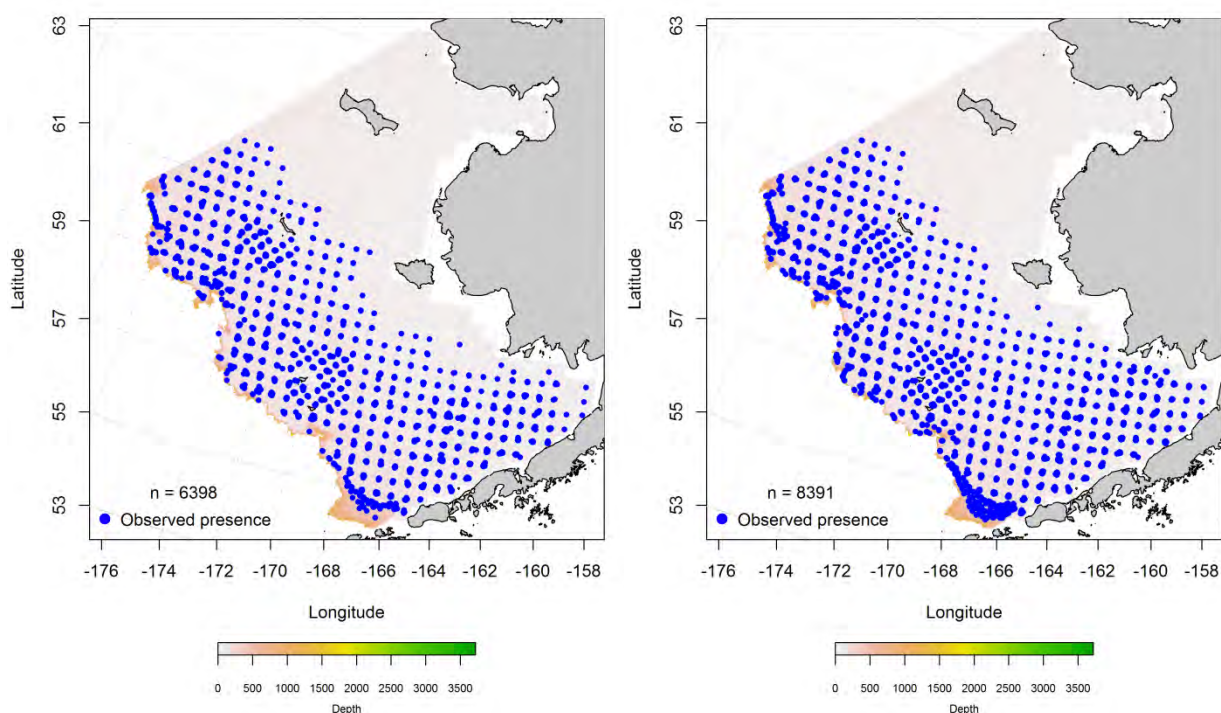 63
61
59
57
55
53
Latitude
n = 6398
Observed presence
-176 -174 -172 -170 -168 -166 -164 -162 -160 -158
Longitude
0 500 1000 1500 2000 2500 3000 3500
Depth
63
61
59
57
55
53
Latitude
n = 8391
Observed presence
-176 -174 -172 -170 -168 -166 -164 -162 -160 -158
Longitude
0 500 1000 1500 2000 2500 3000 3500
Depth